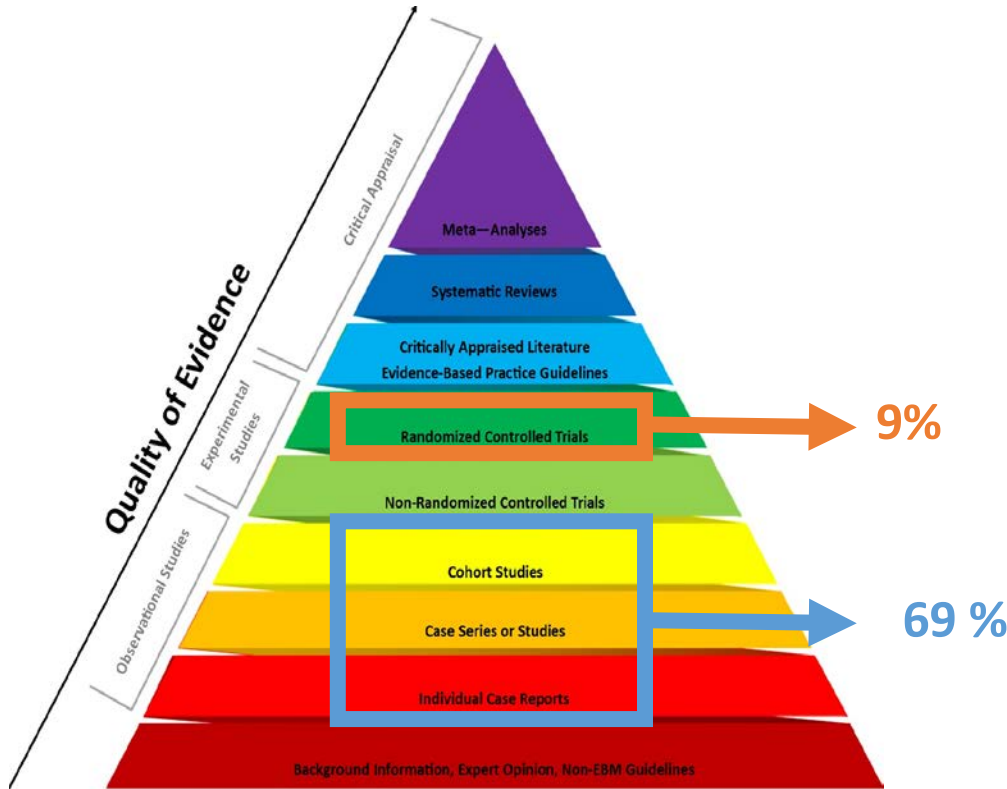 Quality of Evidence
Critical Appraisal
Experimental
Studies
Observational Studies
Meta—Analyses
Systematic Reviews
Critically Appraised Literature
Evidence-Based Practice Guidelines
Randomized Controlled Trials
9%
Non-Randomized Controlled Trials
Cohort Studies
Case Series or Studies
69 %
Individual Case Reports
Background Information, Expert Opinion, Non-EBM Guidelines